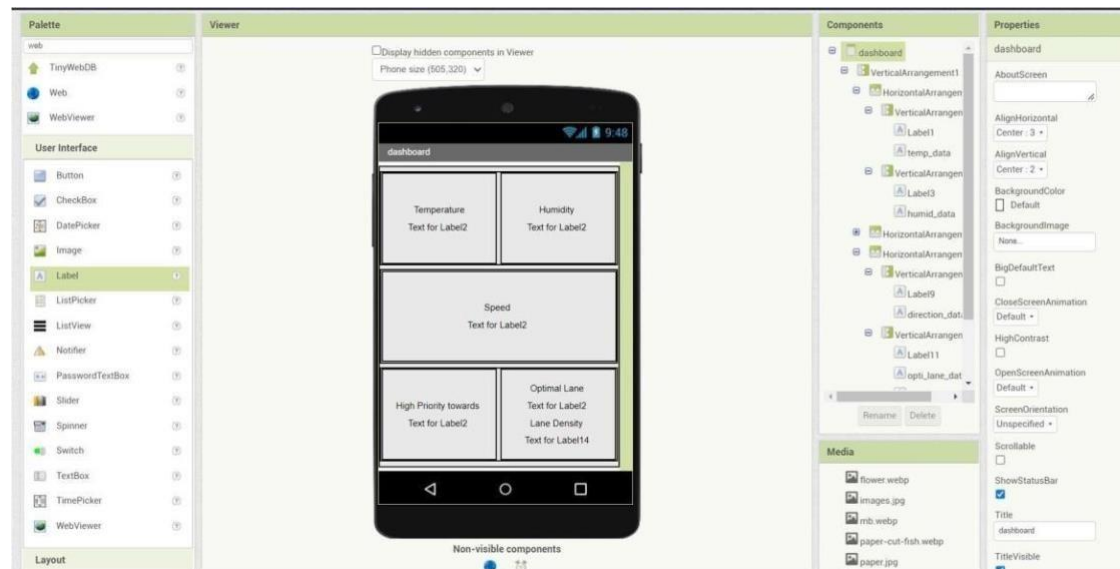 Palette
web
TinyWebDB
Web
WebViewer
User Interface
Button
CheckBox
DatePicker
Image
Label
ListPicker
ListView
Notifier
PasswordTextBox
Slider
Spinner
Switch
TextBox
TimePicker
WebViewer
Layout
Viewer
Display hidden components in Viewer
Phone size (505,320)
9:48
dashboard
Temperature
Text for Label2
Humidity
Text for Label2
Speed
Text for Label2
High Priority towards
Text for Label2
Optimal Lane
Text for Label2
Lane Density
Text for Label14
Non-visible components
Components
dashboard
VerticalArrangement1
HorizontalArrangen
VerticalArrangen
Label1
temp_data
VerticalArrangen
Label3
humid_data
HorizontalArrangen
HorizontalArrangen
VerticalArrangen
Label9
direction_data
VerticalArrangen
Label11
opti_lane_dat
Rename Delete
Media
flower.webp
images.jpg
mb.webp
paper-cut-fish.webp
paper.jpg
Properties
dashboard
AboutScreen
AlignHorizontal
Center : 3
AlignVertical
Center : 2
BackgroundColor
Default
BackgroundImage
None...
BigDefaultText
CloseScreenAnimation
Default
HighContrast
OpenScreenAnimation
Default
ScreenOrientation
Unspecified
Scrollable
ShowStatusBar
Title
dashboard
TitleVisible